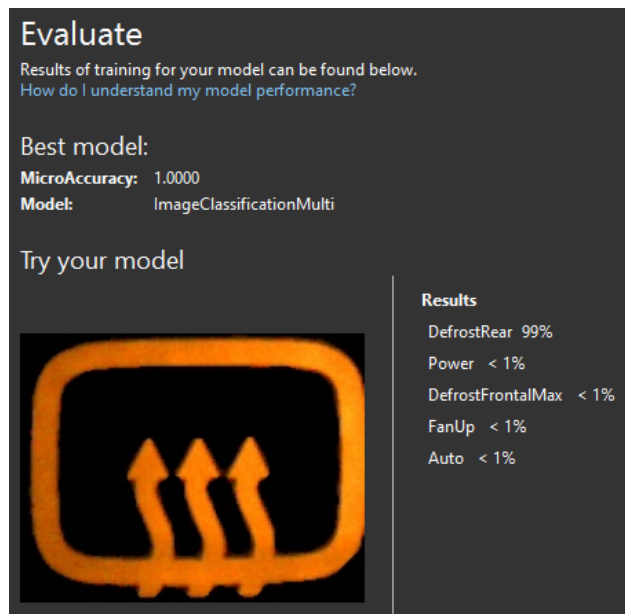 Evaluate
Results of training for your model can be found below.
How do I understand my model performance?
Best model:
MicroAccuracy: 1.0000
Model: ImageClassificationMulti
Try your model
Results
DefrostRear 99%
Power < 1%
DefrostFrontalMax < 1%
FanUp < 1%
Auto < 1%